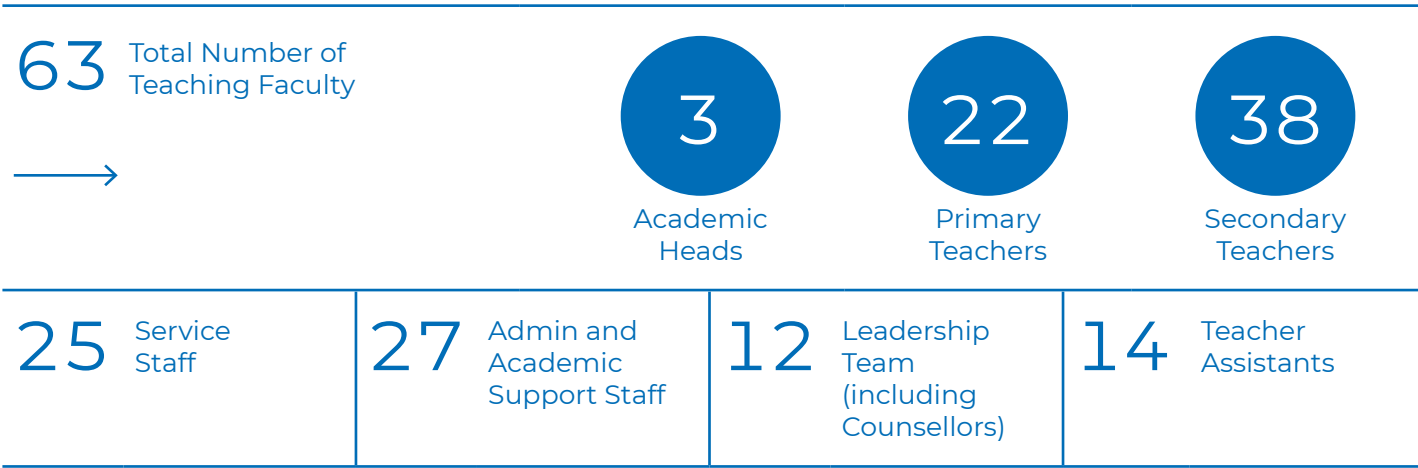 63
Total Number of
Teaching Faculty
3
Academic
Heads
22
Primary
Teachers
38
Secondary
Teachers
25
Service
Staff
27
Admin and
Academic
Support Staff
12
Leadership
Team
(including
Counsellors)
14
Teacher
Assistants